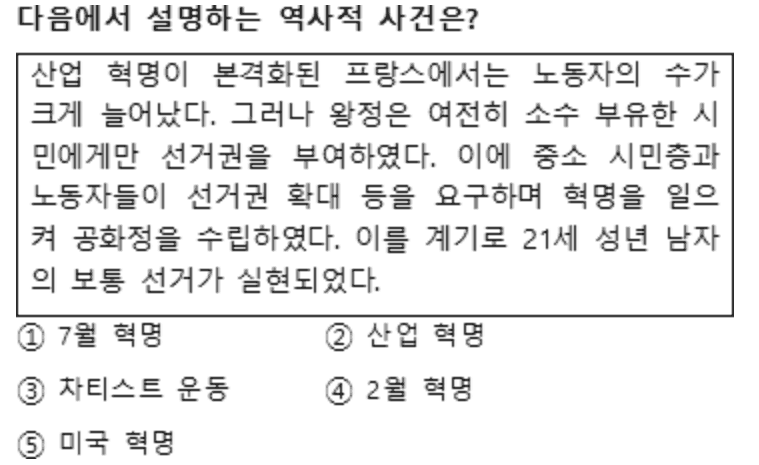 다음에서 설명하는 역사적 사건은?
산업 혁명이 본격화된 프랑스에서는 노동자의 수가
크게 늘어났다. 그러나 왕정은 여전히 소수 부유한 시
민에게만 선거권을 부여하였다. 이에 중소 시민층과
노동자들이 선거권 확대 등을 요구하며 혁명을 일으
켜 공화정을 수립하였다. 이를 계기로 21세 성년 남자
의 보통 선거가 실현되었다.
① 7월 혁명 ② 산업 혁명
③ 차티스트 운동 ④ 2월 혁명
⑤ 미국 혁명